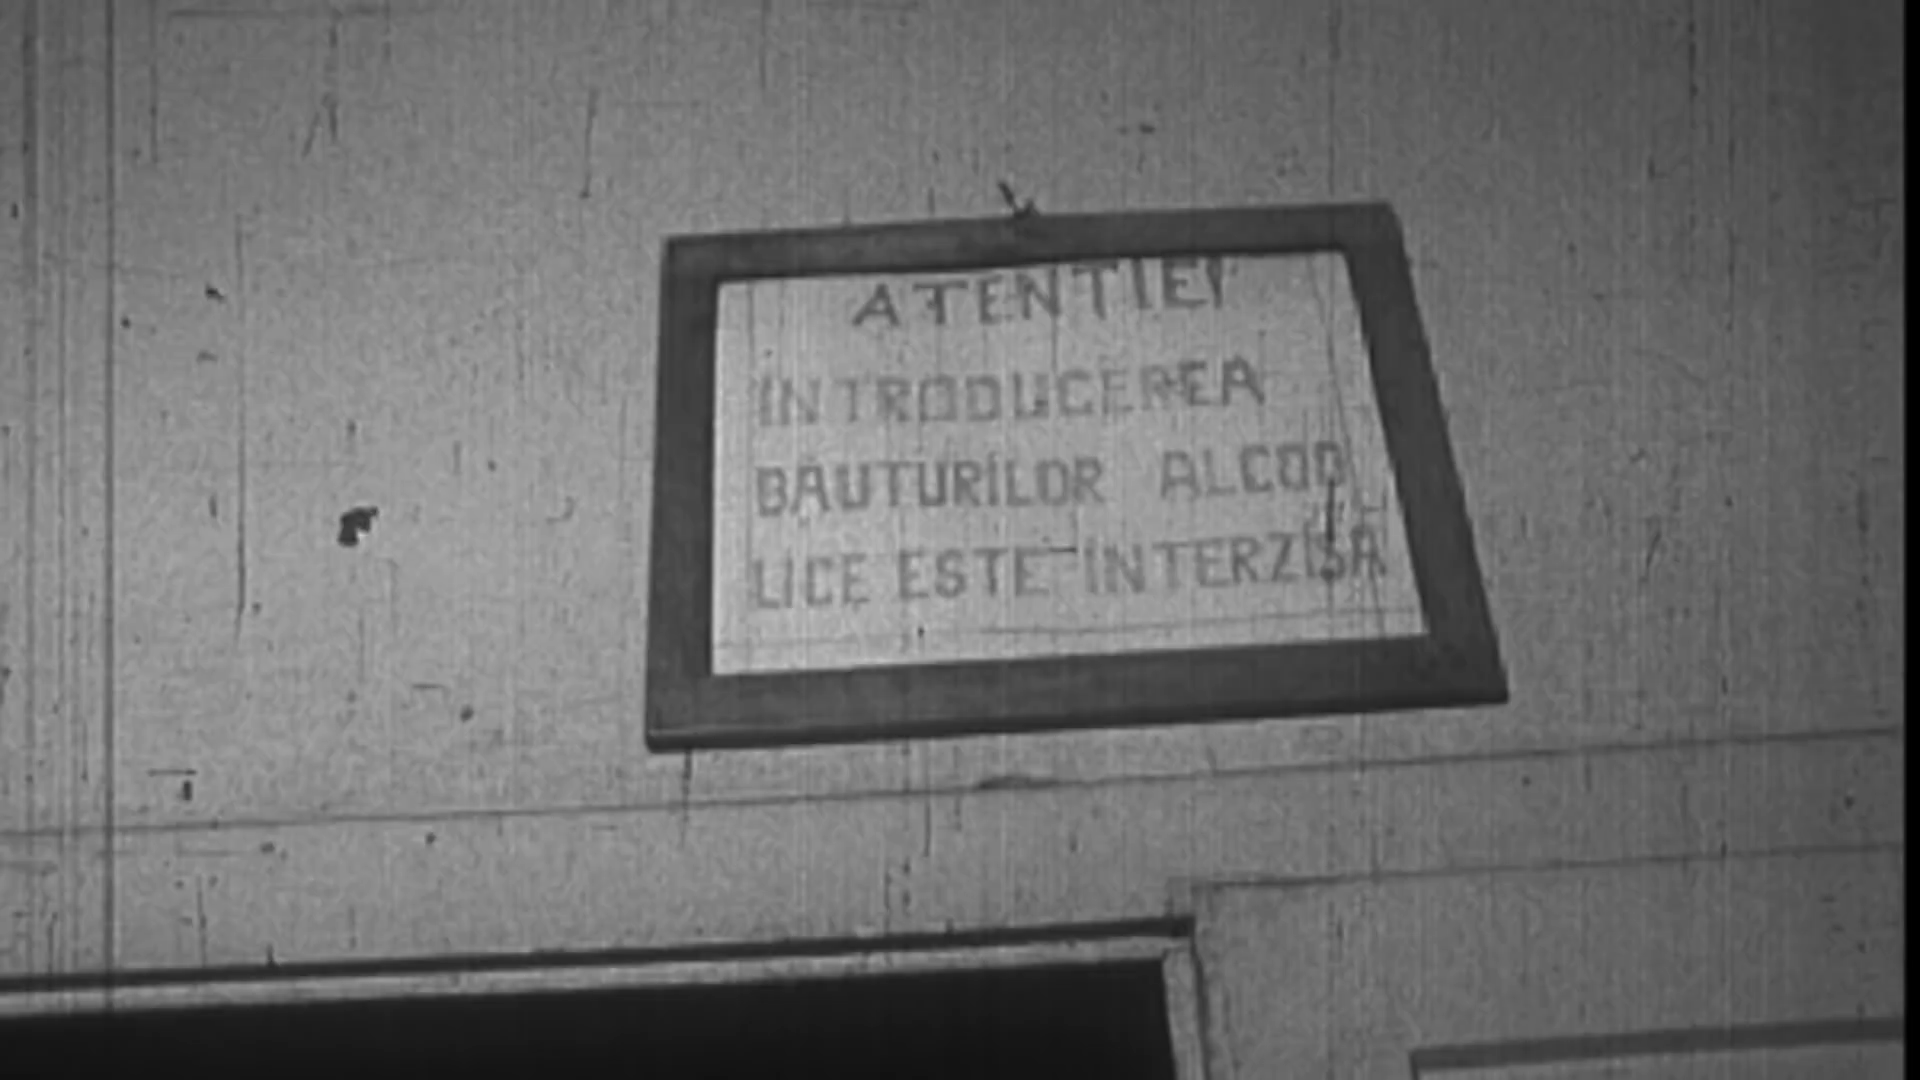 ATENTIE!
INTRODUCEREA
BAUTURILOR ALCOO
LICE ESTE INTERZISA